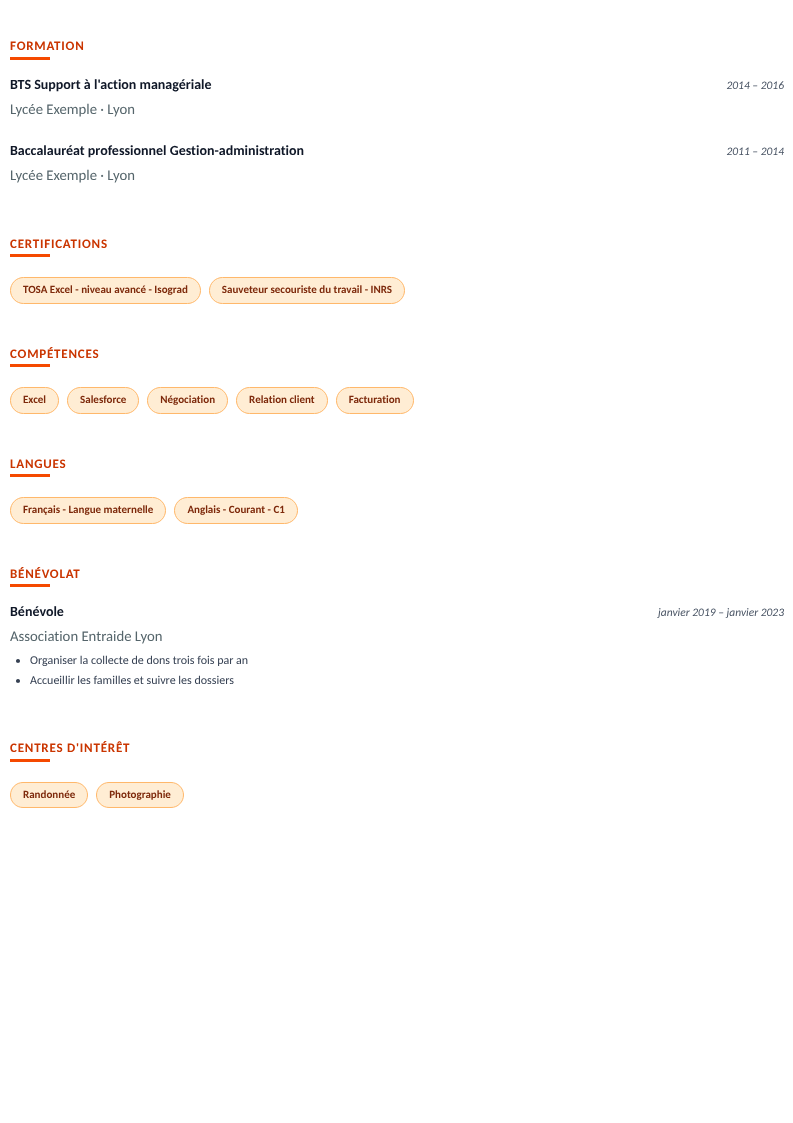 FORMATION
BTS Support à l'action managériale 2014 – 2016
Lycée Exemple · Lyon
Baccalauréat professionnel Gestion-administration 2011 – 2014
Lycée Exemple · Lyon
CERTIFICATIONS
TOSA Excel - niveau avancé - Isograd Sauveteur secouriste du travail - INRS
COMPÉTENCES
Excel Salesforce Négociation Relation client Facturation
LANGUES
Français - Langue maternelle Anglais - Courant - C1
BÉNÉVOLAT
Bénévole janvier 2019 – janvier 2023
Association Entraide Lyon
• Organiser la collecte de dons trois fois par an
• Accueillir les familles et suivre les dossiers
CENTRES D'INTÉRÊT
Randonnée Photographie